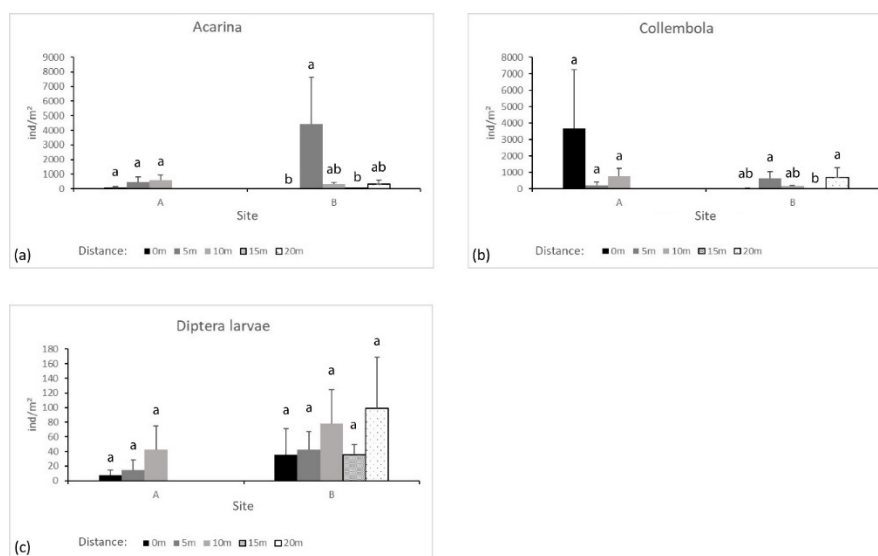 Acarina
9000
8000
7000
6000
5000
4000
3000
2000
1000
0
ind/m²
a a a b a ab b ab
A B
Site
(a) Distance: 0m 5m 10m 15m 20m
Collembola
8000
7000
6000
5000
4000
3000
2000
1000
0
ind/m²
a a a ab a ab b a
A B
Site
(b) Distance: 0m 5m 10m 15m 20m
Diptera larvae
180
160
140
120
100
80
60
40
20
0
ind/m²
a a a a a a a a
A B
Site
(c) Distance: 0m 5m 10m 15m 20m